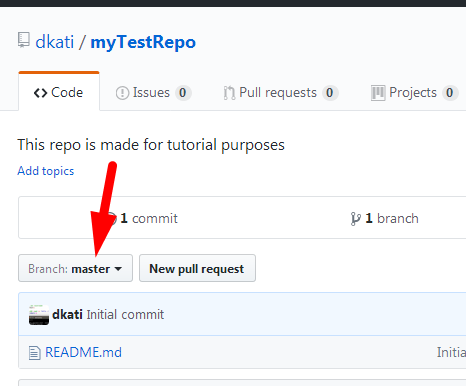 dkati / myTestRepo
Code Issues 0 Pull requests 0 Projects 0
This repo is made for tutorial purposes
Add topics
1 commit 1 branch
Branch: master New pull request
dkati Initial commit
README.md Initia